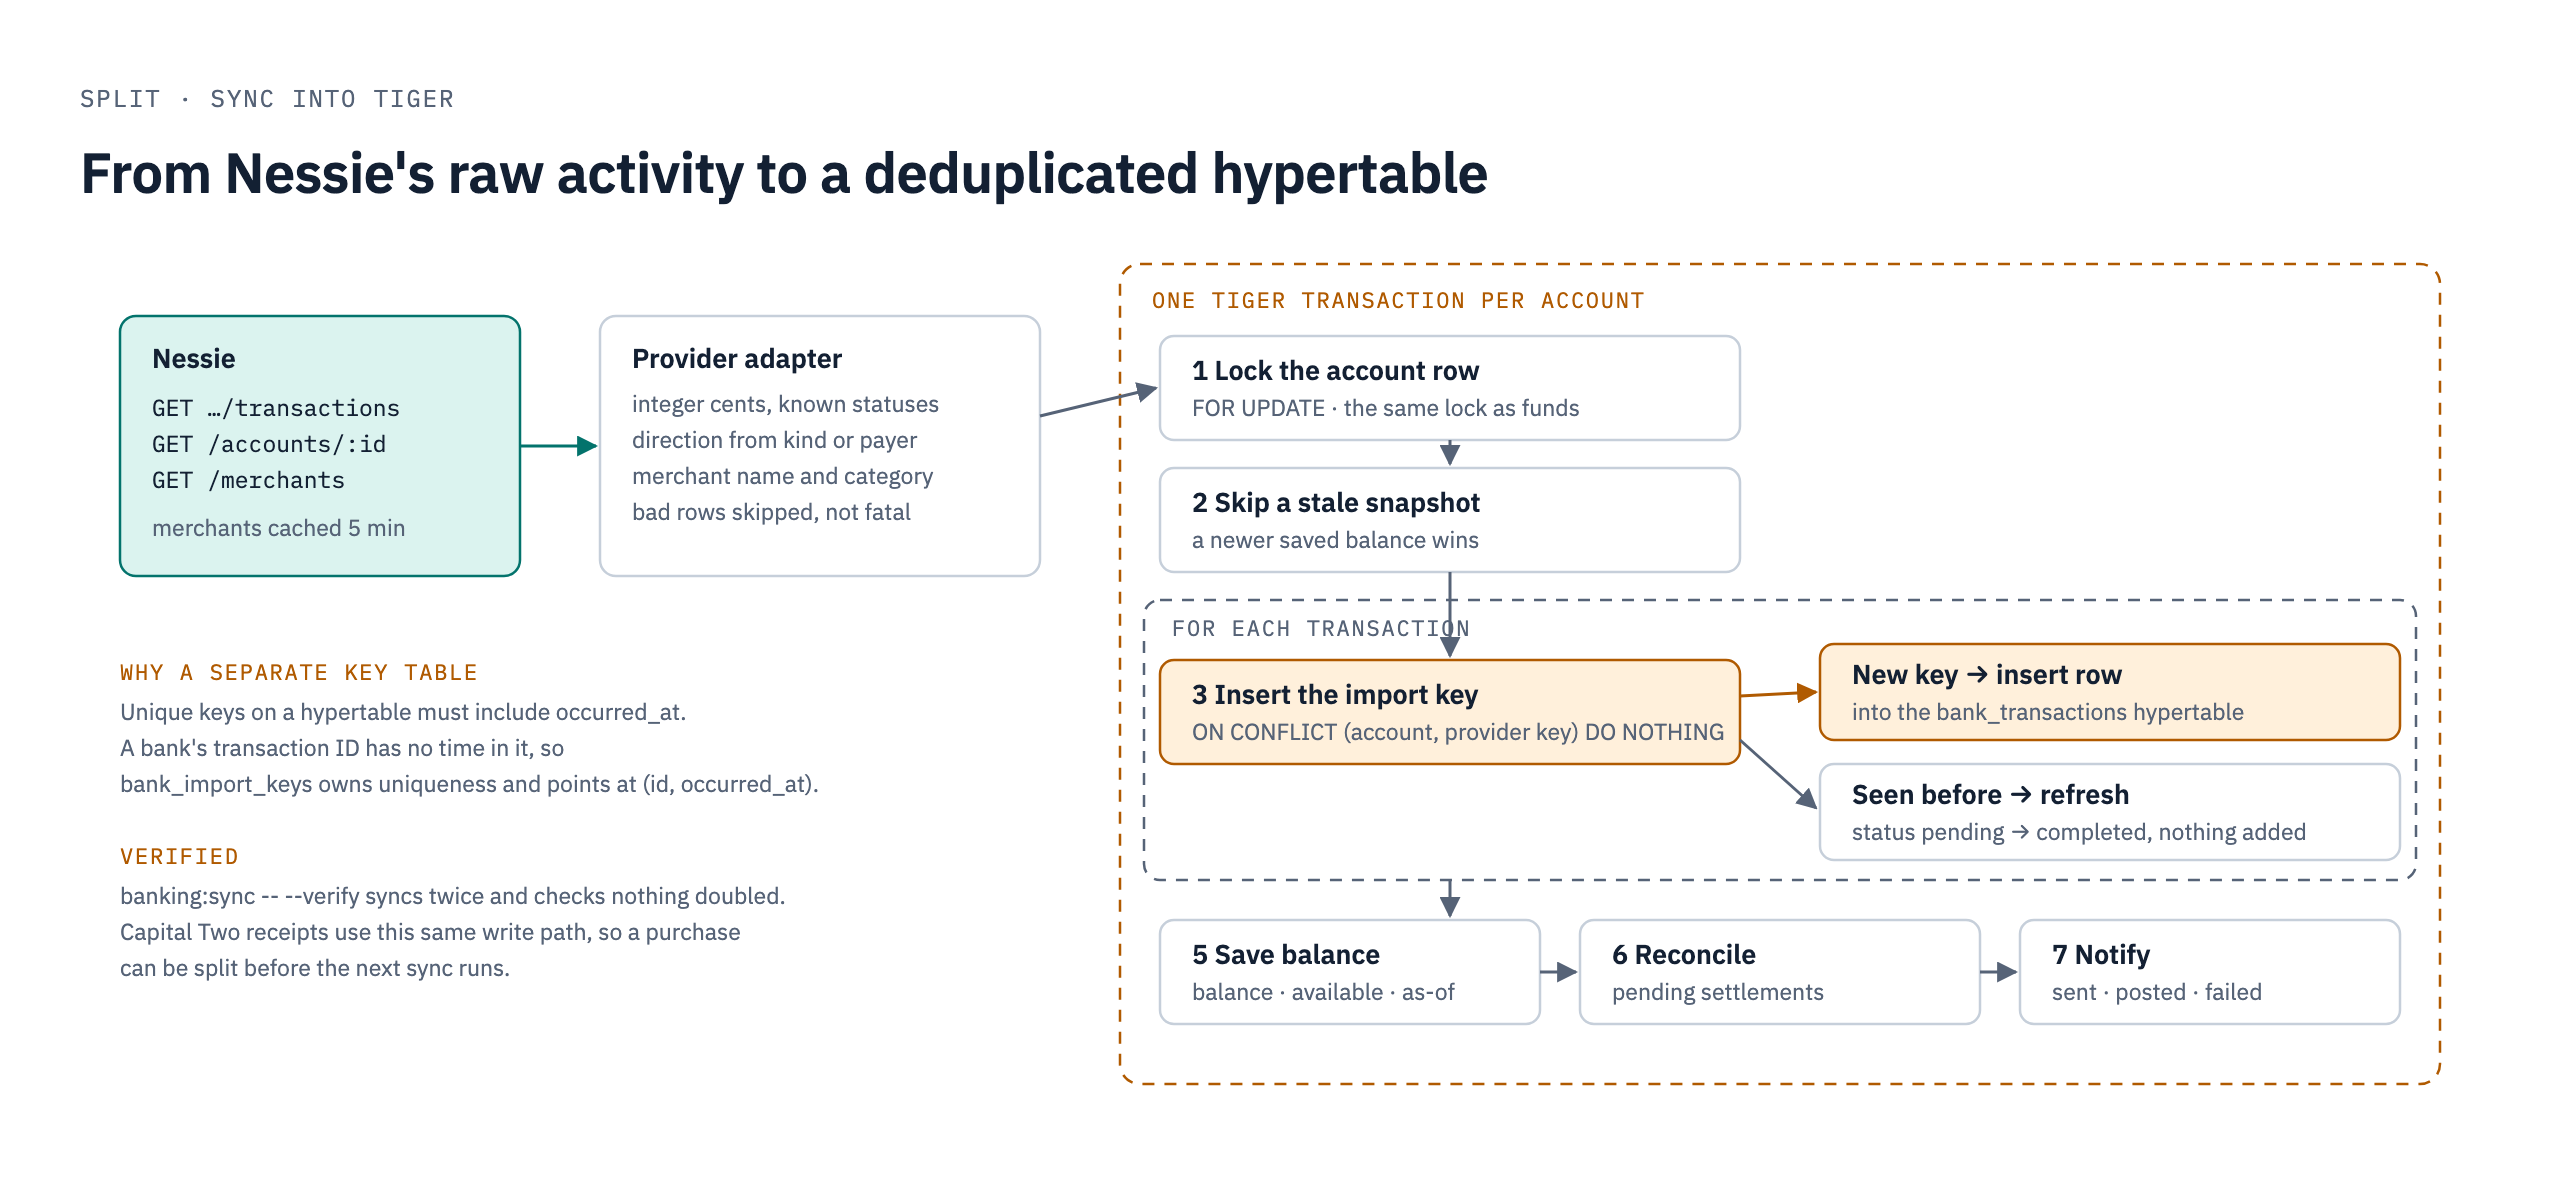 SPLIT · SYNC INTO TIGER
From Nessie's raw activity to a deduplicated hypertable
Nessie
GET …/transactions
GET /accounts/:id
GET /merchants
merchants cached 5 min
Provider adapter
integer cents, known statuses
direction from kind or payer
merchant name and category
bad rows skipped, not fatal
WHY A SEPARATE KEY TABLE
Unique keys on a hypertable must include occurred_at.
A bank's transaction ID has no time in it, so
bank_import_keys owns uniqueness and points at (id, occurred_at).
VERIFIED
banking:sync -- --verify syncs twice and checks nothing doubled.
Capital Two receipts use this same write path, so a purchase
can be split before the next sync runs.
ONE TIGER TRANSACTION PER ACCOUNT
1 Lock the account row
FOR UPDATE · the same lock as funds
2 Skip a stale snapshot
a newer saved balance wins
FOR EACH TRANSACTION
3 Insert the import key
ON CONFLICT (account, provider key) DO NOTHING
New key → insert row
into the bank_transactions hypertable
Seen before → refresh
status pending → completed, nothing added
5 Save balance
balance · available · as-of
6 Reconcile
pending settlements
7 Notify
sent · posted · failed